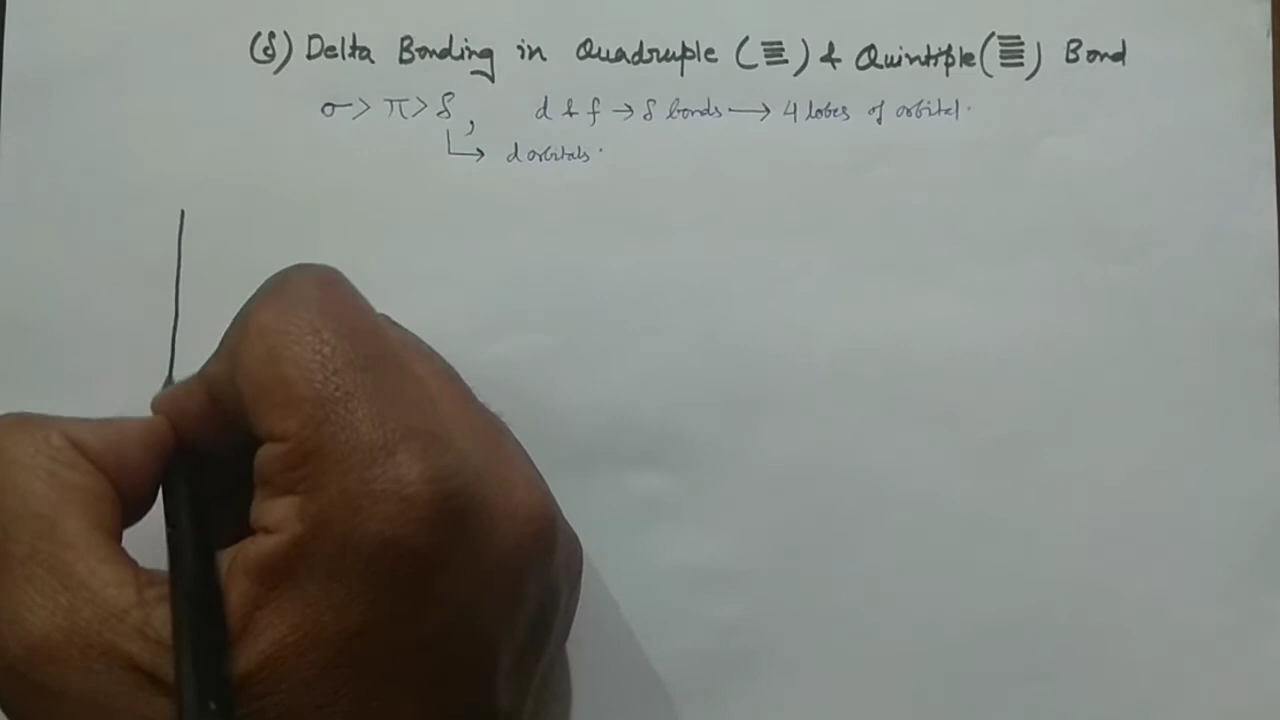 (δ) Delta Bonding in Quadruple (≣) & Quintiple (≣) Bond
σ > π > δ, d & f → δ bonds → 4 lobes of orbital.
↳ d orbitals.